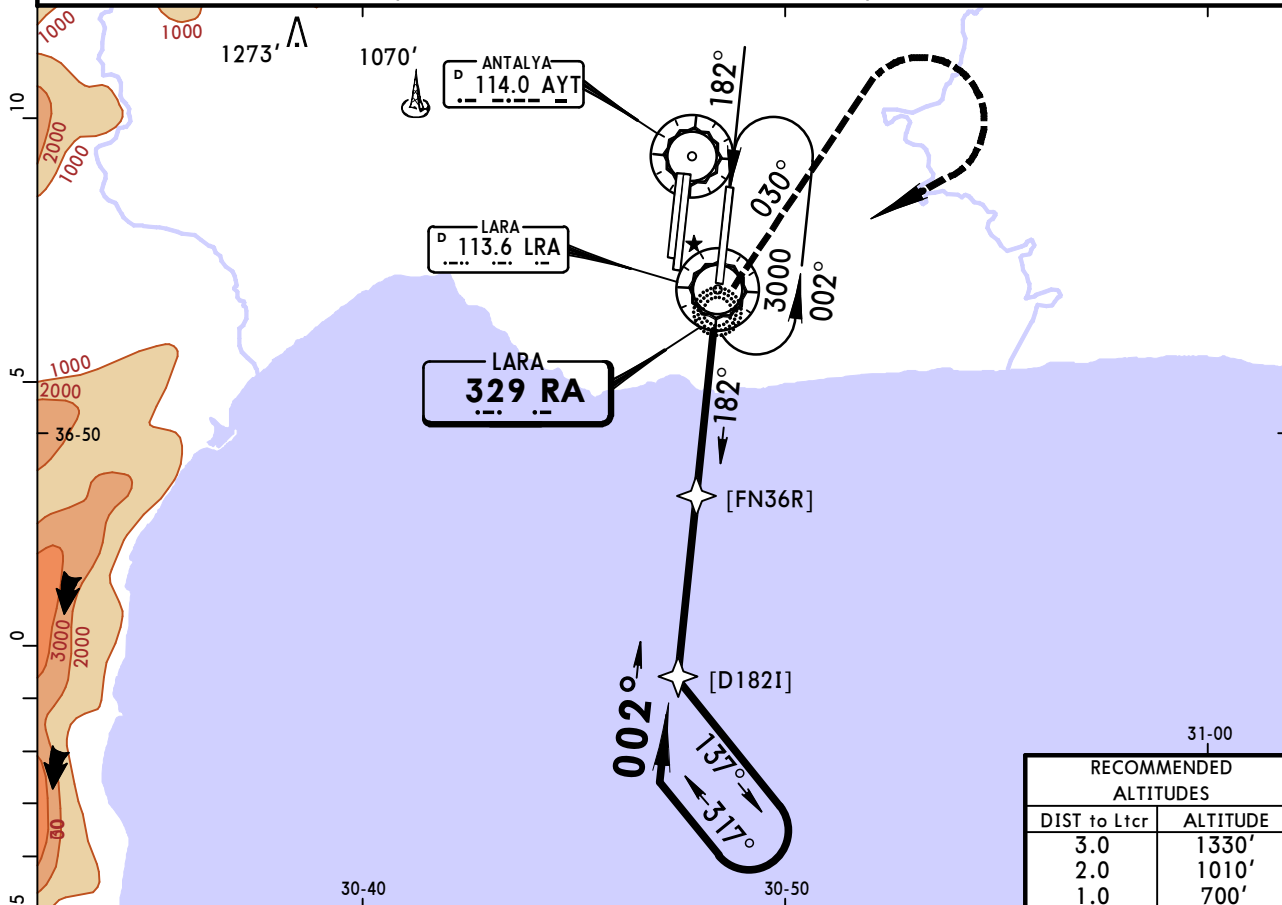 1000
1000
1273'
1070'
ANTALYA
D 114.0 AYT
182°
10
2000
1000
030°
LARA
D 113.6 LRA
3000
002°
LARA
329 RA
1000
2000
5
182°
36-50
[FN36R]
0
3000
2000
[D182I]
002°
137°
317°
31-00
RECOMMENDED
ALTITUDES
DIST to Ltcr ALTITUDE
3.0 1330'
2.0 1010'
1.0 700'
30-40
30-50
5